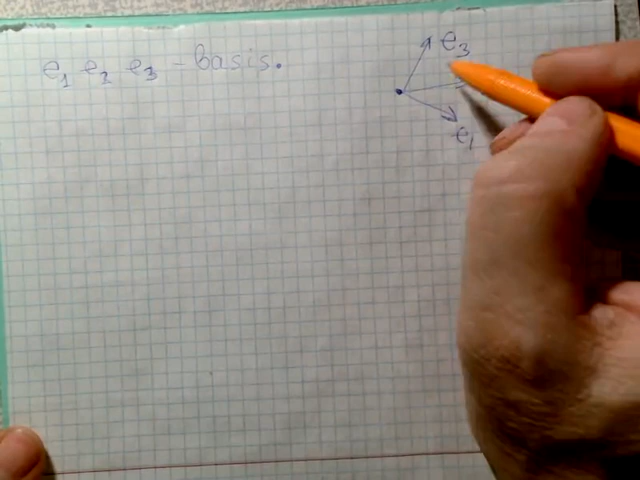 e₁ e₂ e₃ - basis.
e₃
e₁